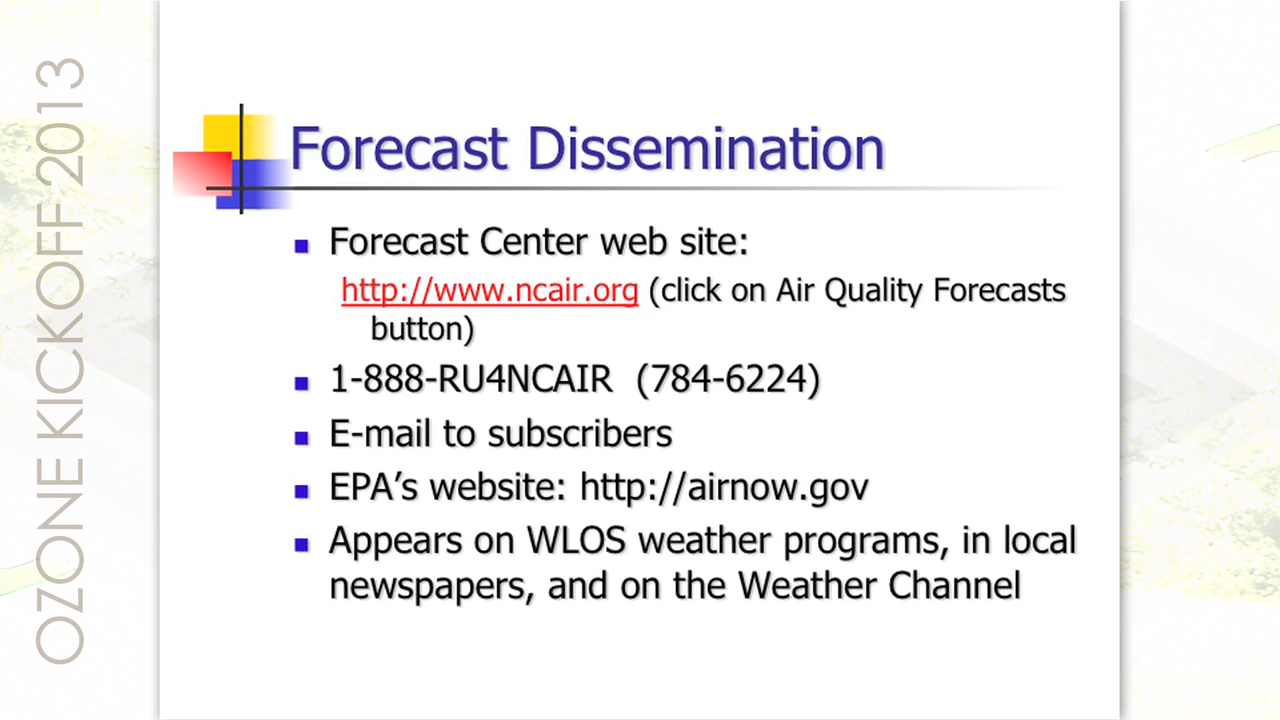 OZONE KICKOFF 2013
Forecast Dissemination
Forecast Center web site:
http://www.ncair.org (click on Air Quality Forecasts
button)
1-888-RU4NCAIR (784-6224)
E-mail to subscribers
EPA’s website: http://airnow.gov
Appears on WLOS weather programs, in local
newspapers, and on the Weather Channel